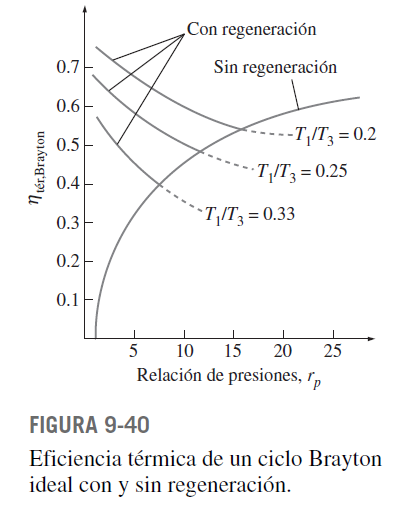 Con regeneración
Sin regeneración
0.7
0.6
0.5
0.4
0.3
0.2
0.1
η tér,Brayton
T1/T3 = 0.2
T1/T3 = 0.25
T1/T3 = 0.33
5 10 15 20 25
Relación de presiones, rp
FIGURA 9-40
Eficiencia térmica de un ciclo Brayton
ideal con y sin regeneración.